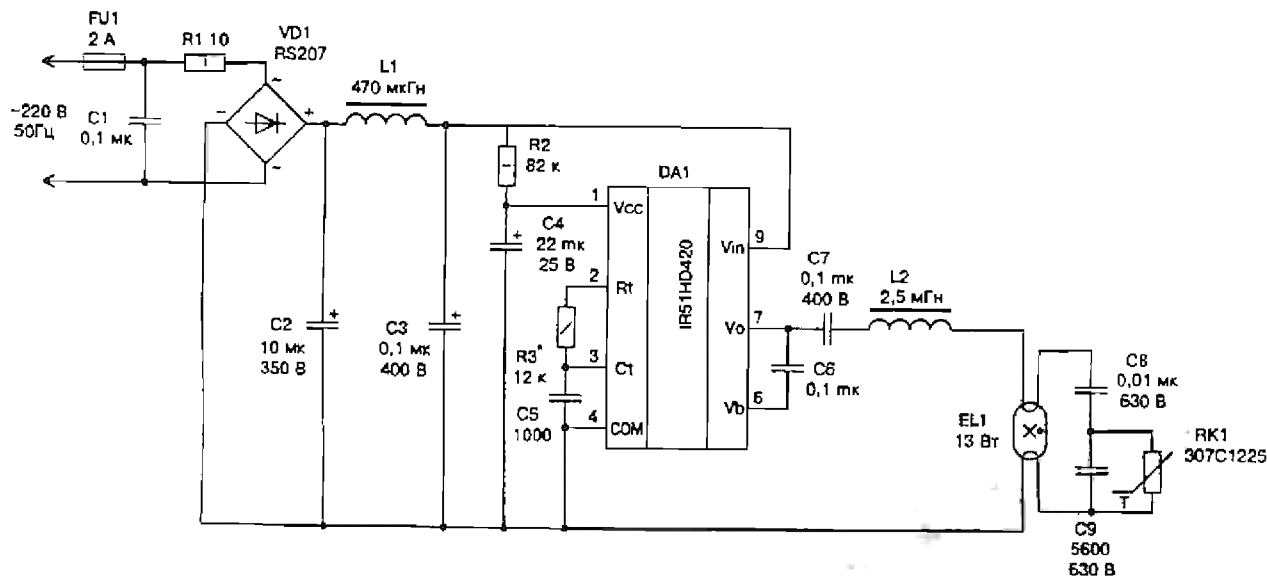 FU1
2 А
R1 10
VD1
RS207
~220 В
50Гц
C1
0,1 мк
L1
470 мкГн
~
~
−
+
R2
82 к
DA1
C4
22 mк
25 В
+
1
Vcc
2
Rt
3
Ct
4
COM
IR51HD420
Vin
9
Vo
7
Vb
6
R3*
12 к
C5
1000
C2
10 мк
350 В
+
C3
0,1 мк
400 В
+
C7
0,1 mк
400 В
L2
2,5 мГн
C6
0,1 mк
EL1
13 Вт
C8
0,01 мк
630 В
RK1
307C1225
T
C9
5600
630 В